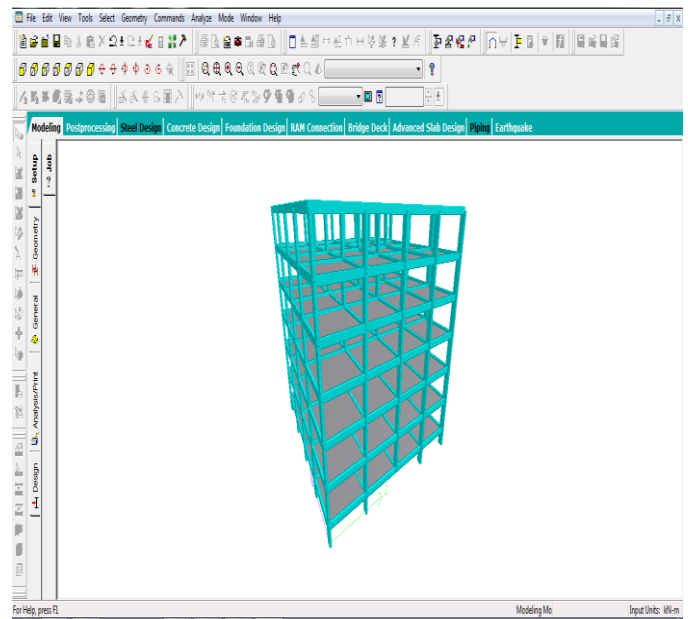 File Edit View Tools Select Geometry Commands Analyze Mode Window Help
Modeling Postprocessing Steel Design Concrete Design Foundation Design RAM Connection Bridge Deck Advanced Slab Design Piping Earthquake
Setup
Geometry
General
Analysis/Print
Design
Job
For Help, press F1
Modeling Mo
Input Units: kN-m